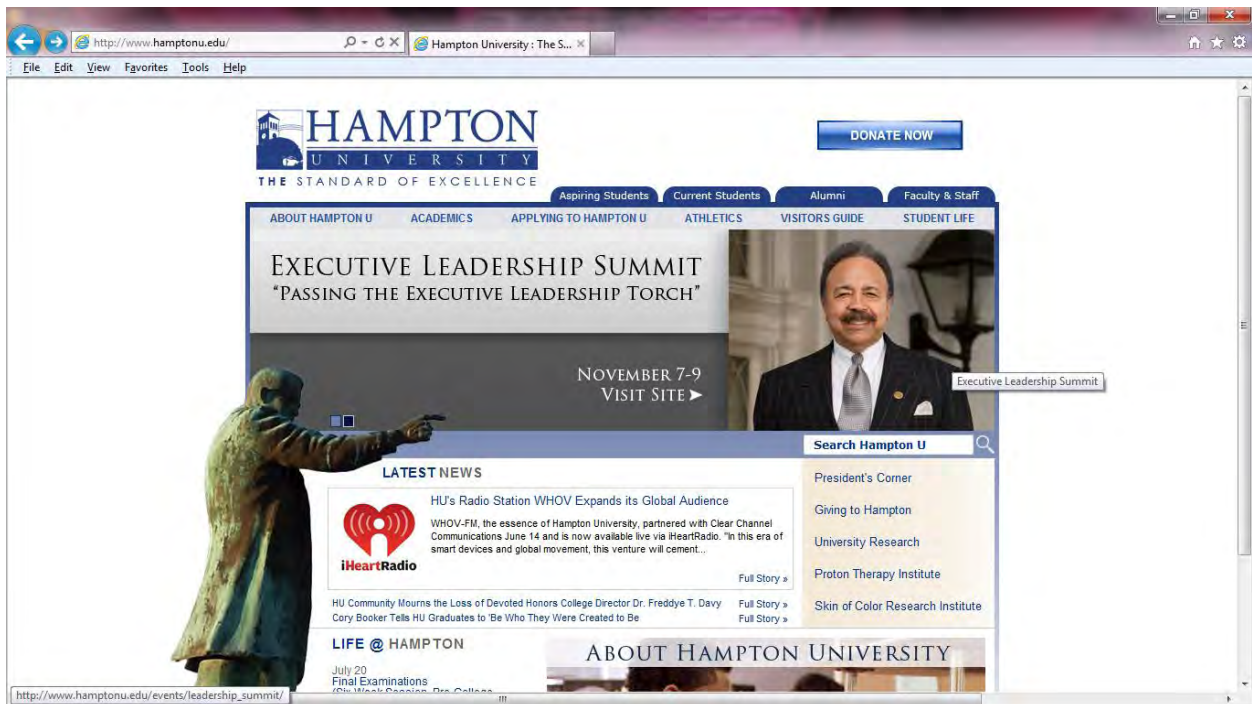 http://www.hamptonu.edu/
Hampton University : The S...
File Edit View Favorites Tools Help
HAMPTON
UNIVERSITY
THE STANDARD OF EXCELLENCE
DONATE NOW
Aspiring Students Current Students Alumni Faculty & Staff
ABOUT HAMPTON U ACADEMICS APPLYING TO HAMPTON U ATHLETICS VISITORS GUIDE STUDENT LIFE
EXECUTIVE LEADERSHIP SUMMIT
"PASSING THE EXECUTIVE LEADERSHIP TORCH"
NOVEMBER 7-9
VISIT SITE
Executive Leadership Summit
Search Hampton U
LATEST NEWS
HU's Radio Station WHOV Expands its Global Audience
WHOV-FM, the essence of Hampton University, partnered with Clear Channel
Communications June 14 and is now available live via iHeartRadio. "In this era of
smart devices and global movement, this venture will cement...
iHeartRadio
Full Story »
HU Community Mourns the Loss of Devoted Honors College Director Dr. Freddye T. Davy Full Story »
Cory Booker Tells HU Graduates to 'Be Who They Were Created to Be Full Story »
President's Corner
Giving to Hampton
University Research
Proton Therapy Institute
Skin of Color Research Institute
LIFE @ HAMPTON
July 20
Final Examinations
(Six Week Session, Pre-College
ABOUT HAMPTON UNIVERSITY
http://www.hamptonu.edu/events/leadership_summit/